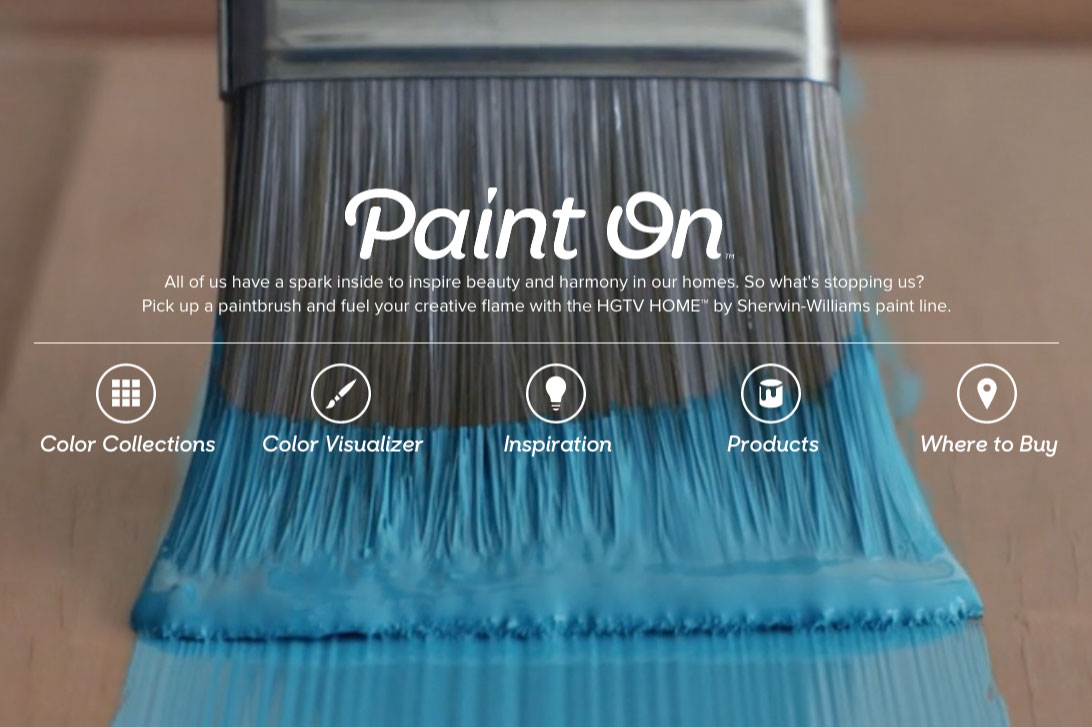 Paint On™
All of us have a spark inside to inspire beauty and harmony in our homes. So what's stopping us?
Pick up a paintbrush and fuel your creative flame with the HGTV HOME™ by Sherwin-Williams paint line.
Color Collections
Color Visualizer
Inspiration
Products
Where to Buy